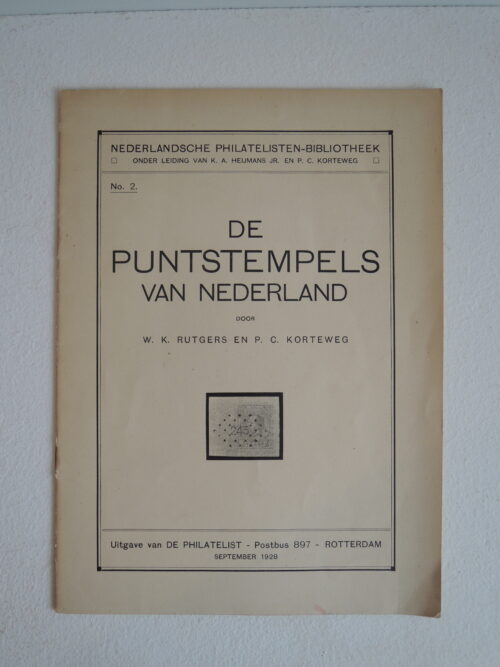 NEDERLANDSCHE PHILATELISTEN-BIBLIOTHEEK
ONDER LEIDING VAN K. A. HEIJMANS JR. EN P. C. KORTEWEG
No. 2.
DE
PUNTSTEMPELS
VAN NEDERLAND
DOOR
W. K. RUTGERS EN P. C. KORTEWEG
Uitgave van DE PHILATELIST - Postbus 897 - ROTTERDAM
SEPTEMBER 1928